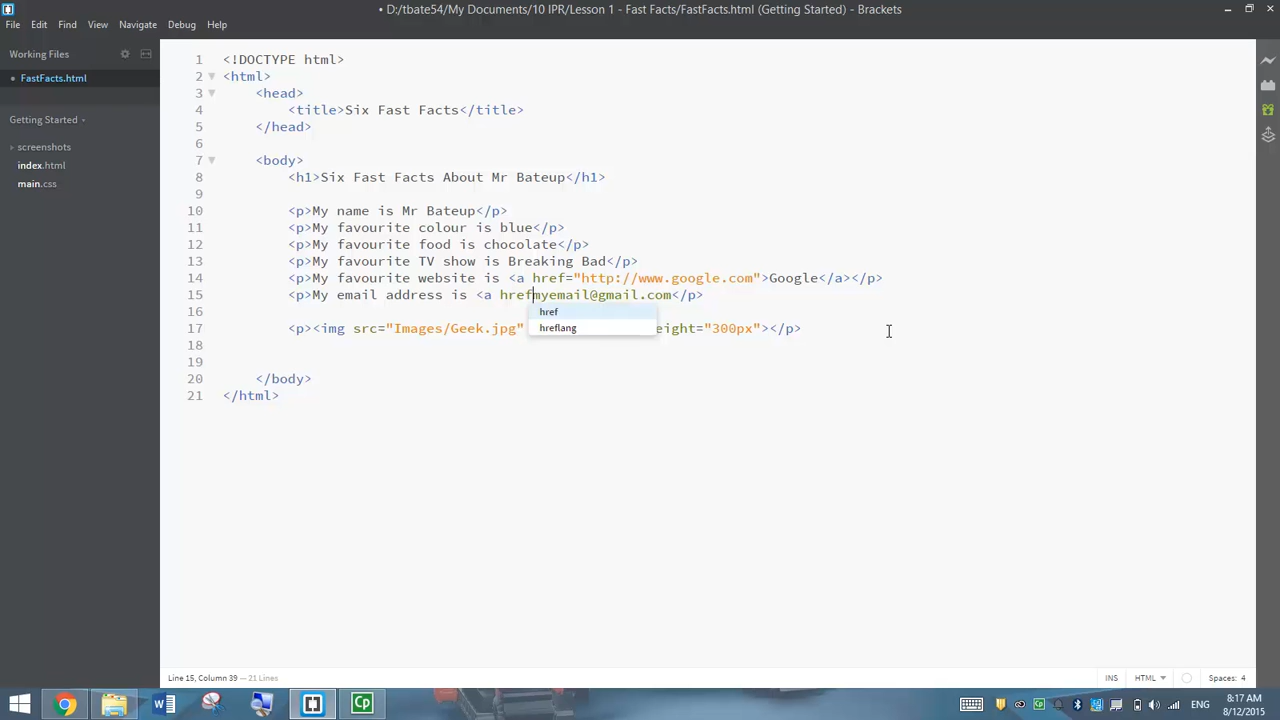 • D:\tbate54/My Documents/10 IPR/Lesson 1 - Fast Facts/FastFacts.html (Getting Started) - Brackets
File Edit Find View Navigate Debug Help
Working Files
• FastFacts.html
Getting Started
screenshots
index.html
main.css
1 <!DOCTYPE html>
2 <html>
3 <head>
4 <title>Six Fast Facts</title>
5 </head>
6
7 <body>
8 <h1>Six Fast Facts About Mr Bateup</h1>
9
10 <p>My name is Mr Bateup</p>
11 <p>My favourite colour is blue</p>
12 <p>My favourite food is chocolate</p>
13 <p>My favourite TV show is Breaking Bad</p>
14 <p>My favourite website is <a href="http://www.google.com">Google</a></p>
15 <p>My email address is <a hrefmyemail@gmail.com</p>
16
href
hreflang
17 <p><img src="Images/Geek.jpg" eight="300px"></p>
18
19
20 </body>
21 </html>
Line 15, Column 39 — 21 Lines
INS HTML Spaces: 4
Cp
ENG
8:17 AM
8/12/2015